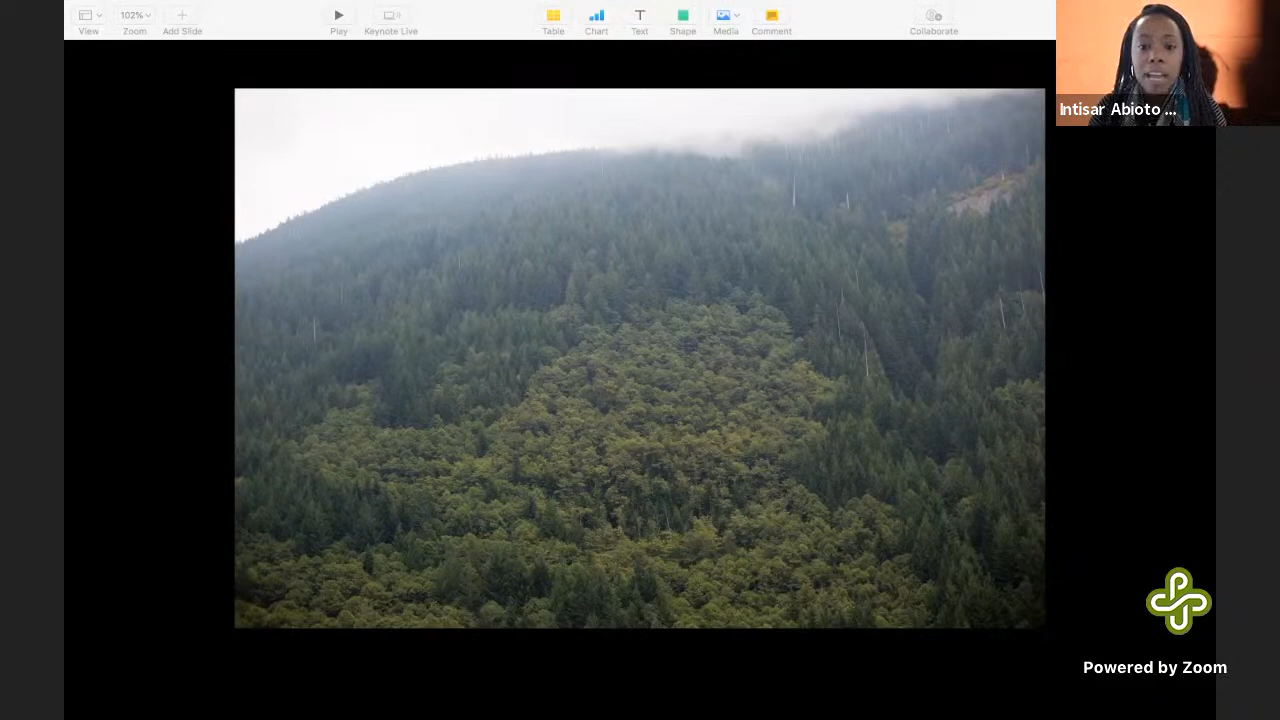 102%
View
Zoom
Add Slide
Play
Keynote Live
Table
Chart
Text
Shape
Media
Comment
Collaborate
Intisar Abioto ...
Powered by Zoom